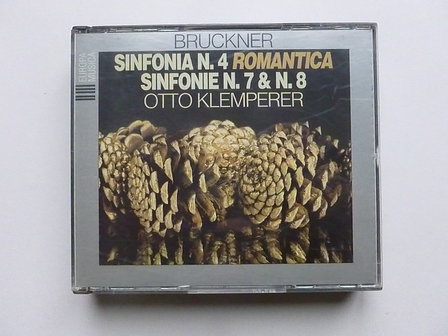 BRUCKNER
SINFONIA N. 4 ROMANTICA
SINFONIE N. 7 & N. 8
OTTO KLEMPERER
EUROPA
MUSICA